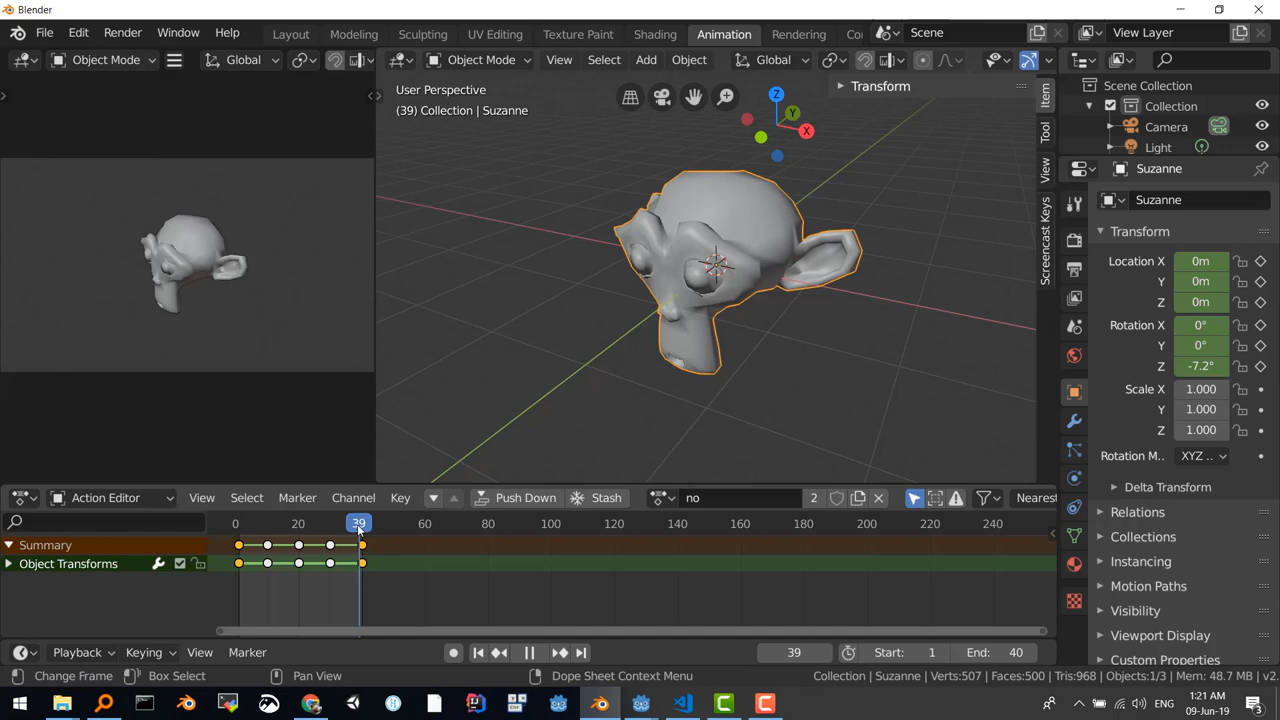 Blender
File Edit Render Window Help Layout Modeling Sculpting UV Editing Texture Paint Shading Animation Rendering Co Scene View Layer
Object Mode Global Object Mode View Select Add Object Global
User Perspective
(39) Collection | Suzanne
Transform
Z
Y
X
Item
Tool
View
Screencast Keys
Scene Collection
Collection
Camera
Light
Suzanne
Suzanne
Transform
Location X 0m
Y 0m
Z 0m
Rotation X 0°
Y 0°
Z -7.2°
Scale X 1.000
Y 1.000
Z 1.000
Rotation M.. XYZ ..
Delta Transform
Relations
Collections
Instancing
Motion Paths
Visibility
Viewport Display
Custom Properties
Action Editor View Select Marker Channel Key Push Down Stash no 2 Nearest
0 20 39 60 80 100 120 140 160 180 200 220 240
Summary
Object Transforms
Playback Keying View Marker 39 Start: 1 End: 40
Change Frame Box Select Pan View Dope Sheet Context Menu Collection | Suzanne | Verts:507 | Faces:500 | Tris:968 | Objects:1/3 | Mem: 48.7 MB | v2.
ENG 1:21 AM
09-Jun-19 3